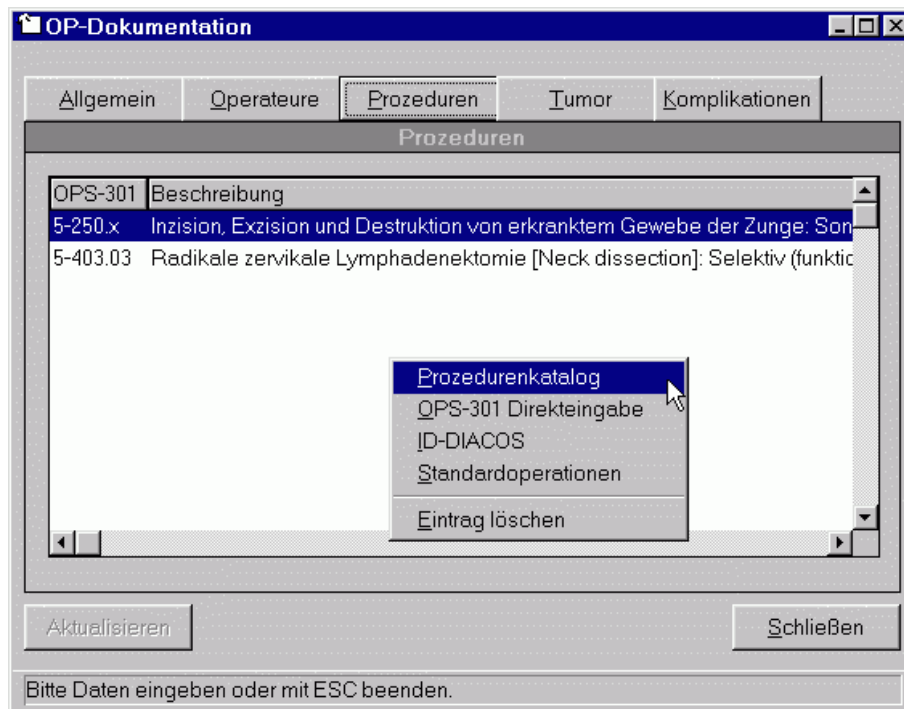 OP-Dokumentation
Allgemein Operateure Prozeduren Tumor Komplikationen
Prozeduren
OPS-301 Beschreibung
5-250.x Inzision, Exzision und Destruktion von erkranktem Gewebe der Zunge: Son
5-403.03 Radikale zervikale Lymphadenektomie [Neck dissection]: Selektiv (funktio
Prozedurenkatalog
OPS-301 Direkteingabe
ID-DIACOS
Standardoperationen
Eintrag löschen
Aktualisieren Schließen
Bitte Daten eingeben oder mit ESC beenden.